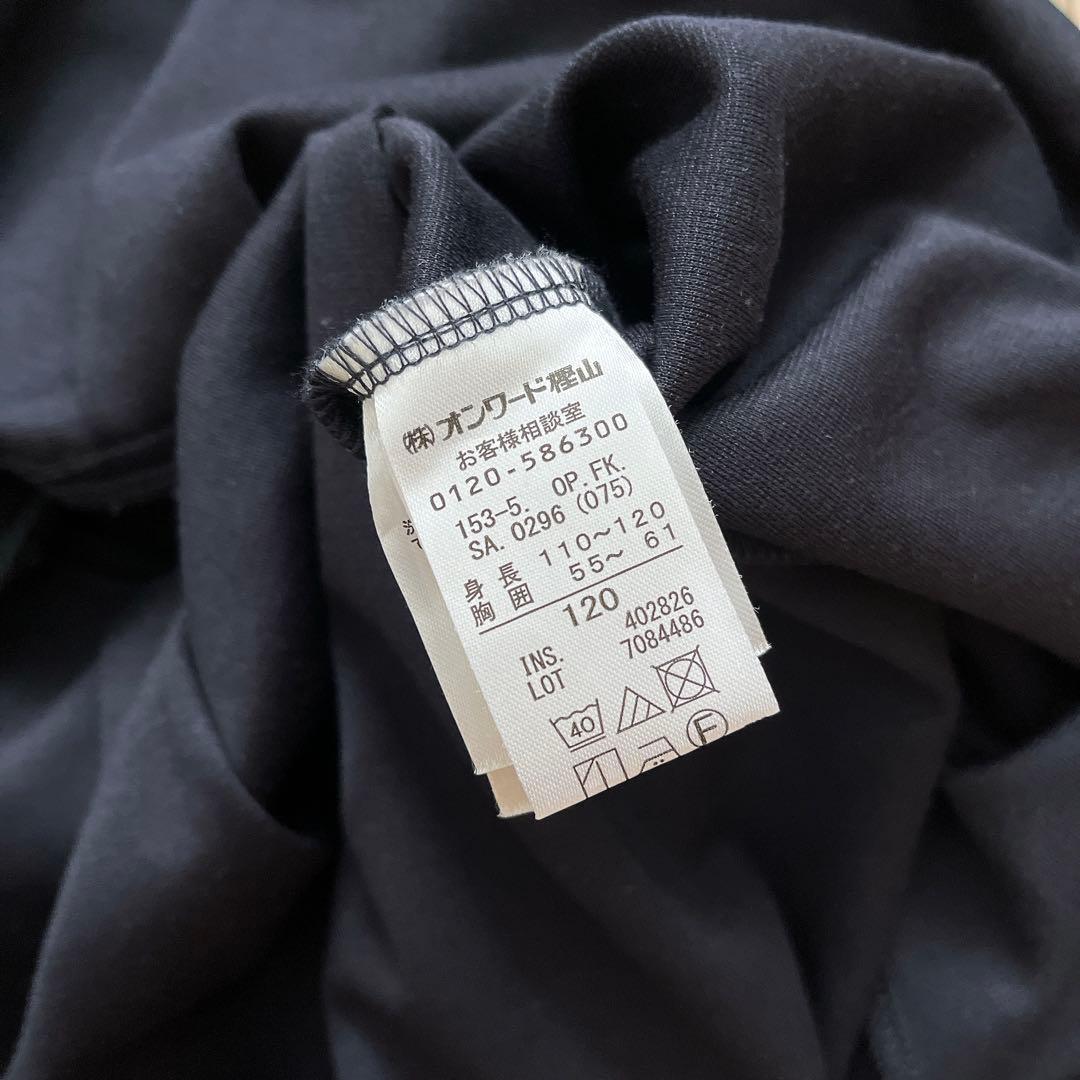 ㈱オンワード樫山
お客様相談室
0120-586300
153-5. OP.FK.
SA. 0296 (075)
身長 110〜120
胸囲 55〜 61
120
INS. 402826
LOT 7084486
40
F